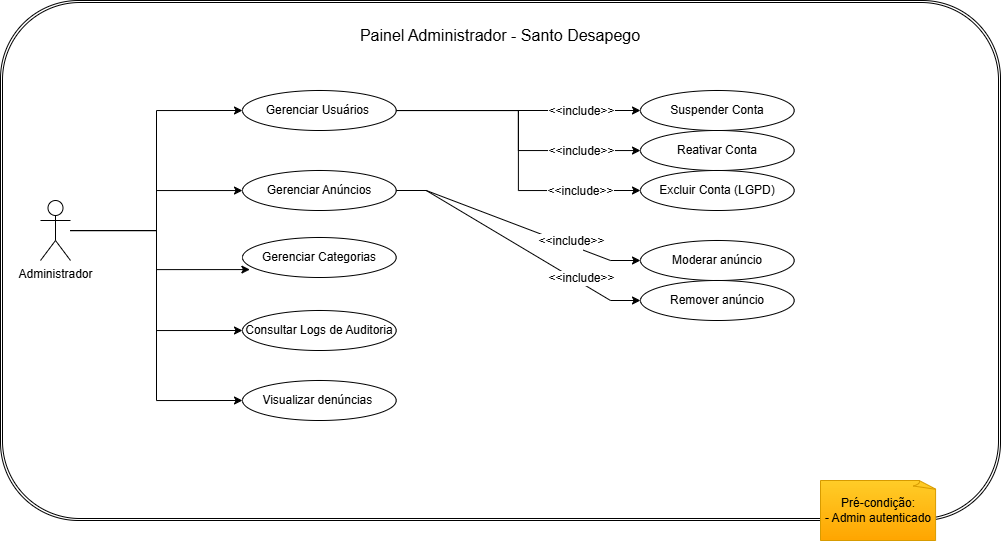 Painel Administrador - Santo Desapego
Gerenciar Usuários
<<include>>
Suspender Conta
<<include>>
Reativar Conta
Gerenciar Anúncios
<<include>>
Excluir Conta (LGPD)
Administrador
<<include>>
Gerenciar Categorias
Moderar anúncio
<<include>>
Remover anúncio
Consultar Logs de Auditoria
Visualizar denúncias
Pré-condição:
- Admin autenticado